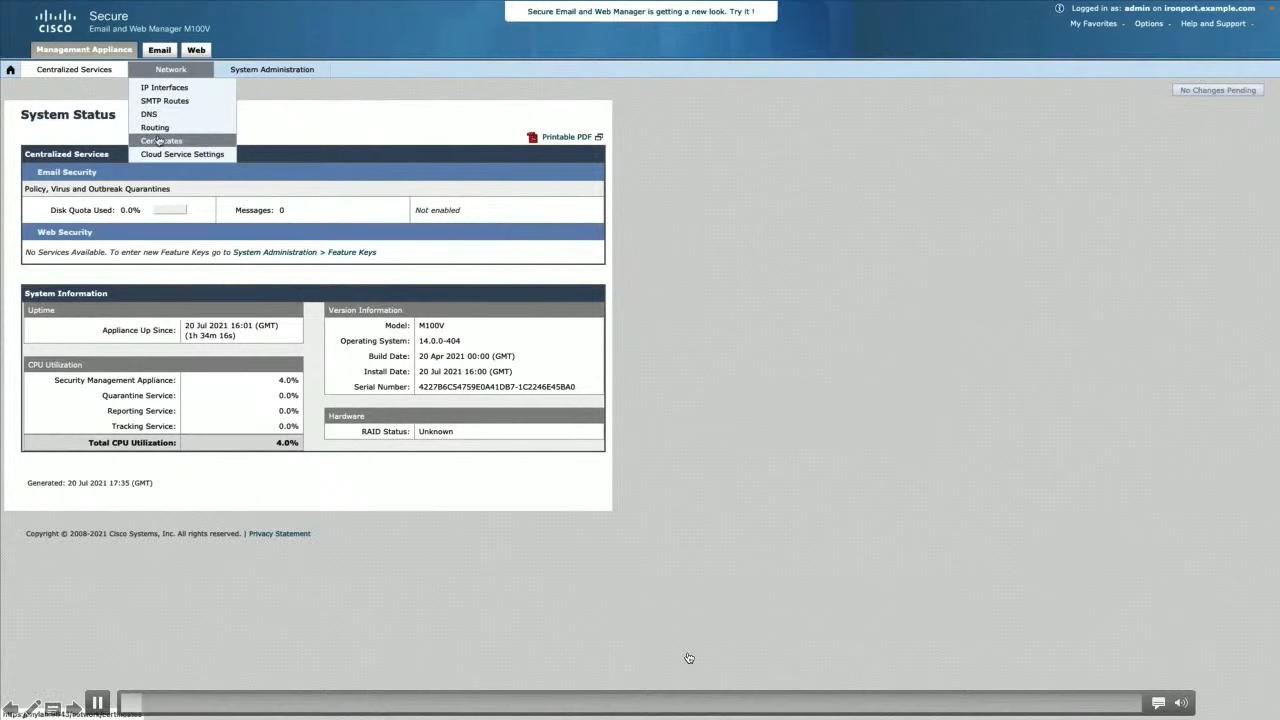 Secure Email and Web Manager is getting a new look. Try it !
Logged in as: admin on ironport.example.com
CISCO
Secure
Email and Web Manager M100V
My Favorites Options Help and Support
Management Appliance Email Web
Centralized Services Network System Administration
IP Interfaces
SMTP Routes
DNS
Routing
Certificates
Cloud Service Settings
No Changes Pending
System Status
Printable PDF
Centralized Services
Email Security
Policy, Virus and Outbreak Quarantines
Disk Quota Used: 0.0% Messages: 0 Not enabled
Web Security
No Services Available. To enter new Feature Keys go to System Administration > Feature Keys
System Information
Uptime
Appliance Up Since: 20 Jul 2021 16:01 (GMT)
(1h 34m 16s)
CPU Utilization
Security Management Appliance: 4.0%
Quarantine Service: 0.0%
Reporting Service: 0.0%
Tracking Service: 0.0%
Total CPU Utilization: 4.0%
Version Information
Model: M100V
Operating System: 14.0.0-404
Build Date: 20 Apr 2021 00:00 (GMT)
Install Date: 20 Jul 2021 16:00 (GMT)
Serial Number: 4227B6C54759E0A41DB7-1C2246E45BA0
Hardware
RAID Status: Unknown
Generated: 20 Jul 2021 17:35 (GMT)
Copyright © 2008-2021 Cisco Systems, Inc. All rights reserved. | Privacy Statement